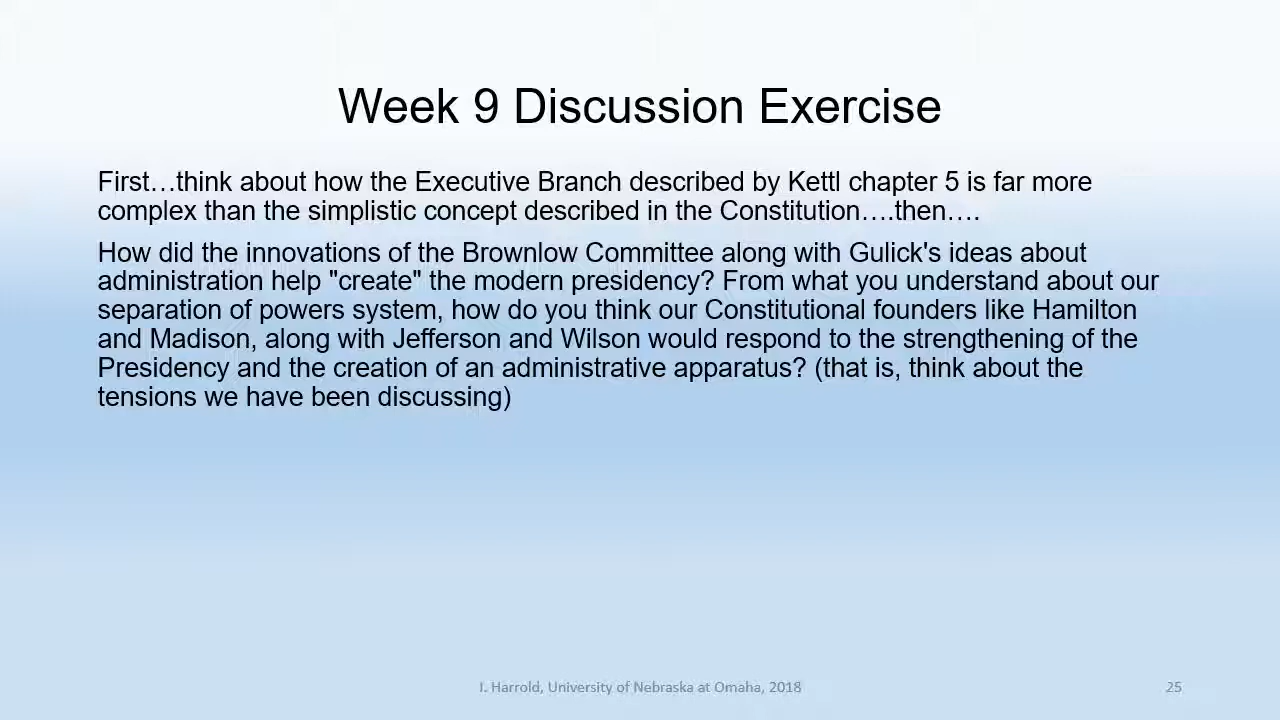 Week 9 Discussion Exercise
First…think about how the Executive Branch described by Kettl chapter 5 is far more
complex than the simplistic concept described in the Constitution….then….
How did the innovations of the Brownlow Committee along with Gulick's ideas about
administration help "create" the modern presidency? From what you understand about our
separation of powers system, how do you think our Constitutional founders like Hamilton
and Madison, along with Jefferson and Wilson would respond to the strengthening of the
Presidency and the creation of an administrative apparatus? (that is, think about the
tensions we have been discussing)
I. Harrold, University of Nebraska at Omaha, 2018
25